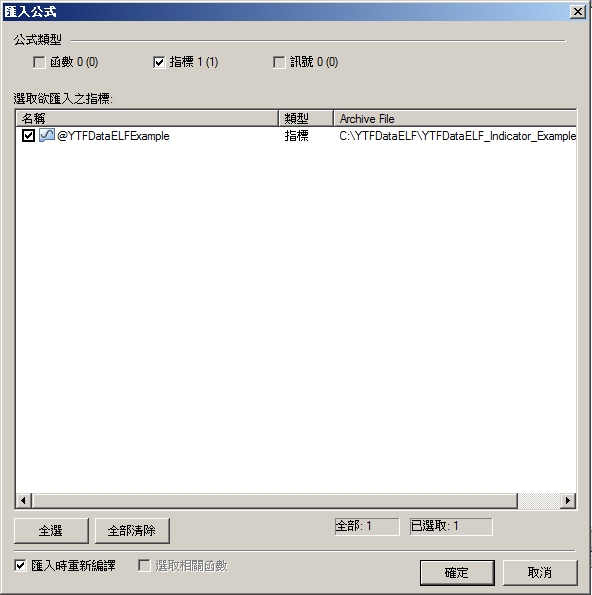 匯入公式
公式類型
函數 0 (0) 指標 1 (1) 訊號 0 (0)
選取欲匯入之指標:
名稱 類型 Archive File
@YTFDataELFExample 指標 C:\YTFDataELF\YTFDataELF_Indicator_Example
全選 全部清除 全部: 1 已選取: 1
匯入時重新編譯 選取相關函數
確定 取消